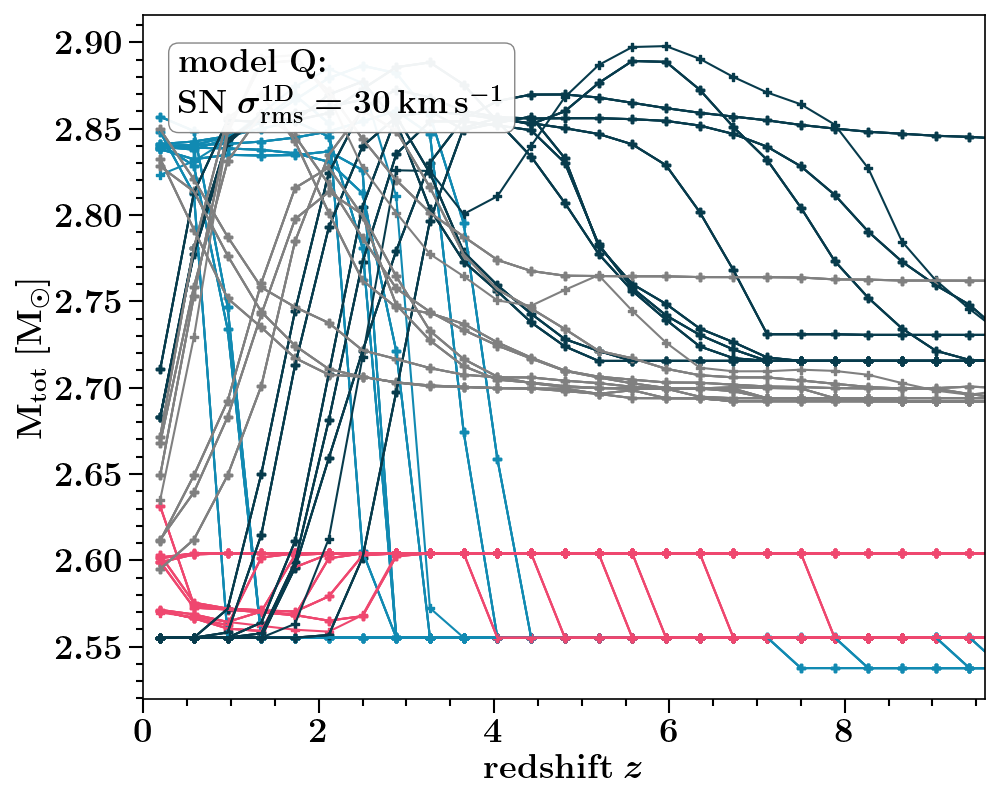 model Q:
SN σ_rms^1D = 30 km s⁻¹
M_tot [M_⊙]
2.90
2.85
2.80
2.75
2.70
2.65
2.60
2.55
0 2 4 6 8
redshift z